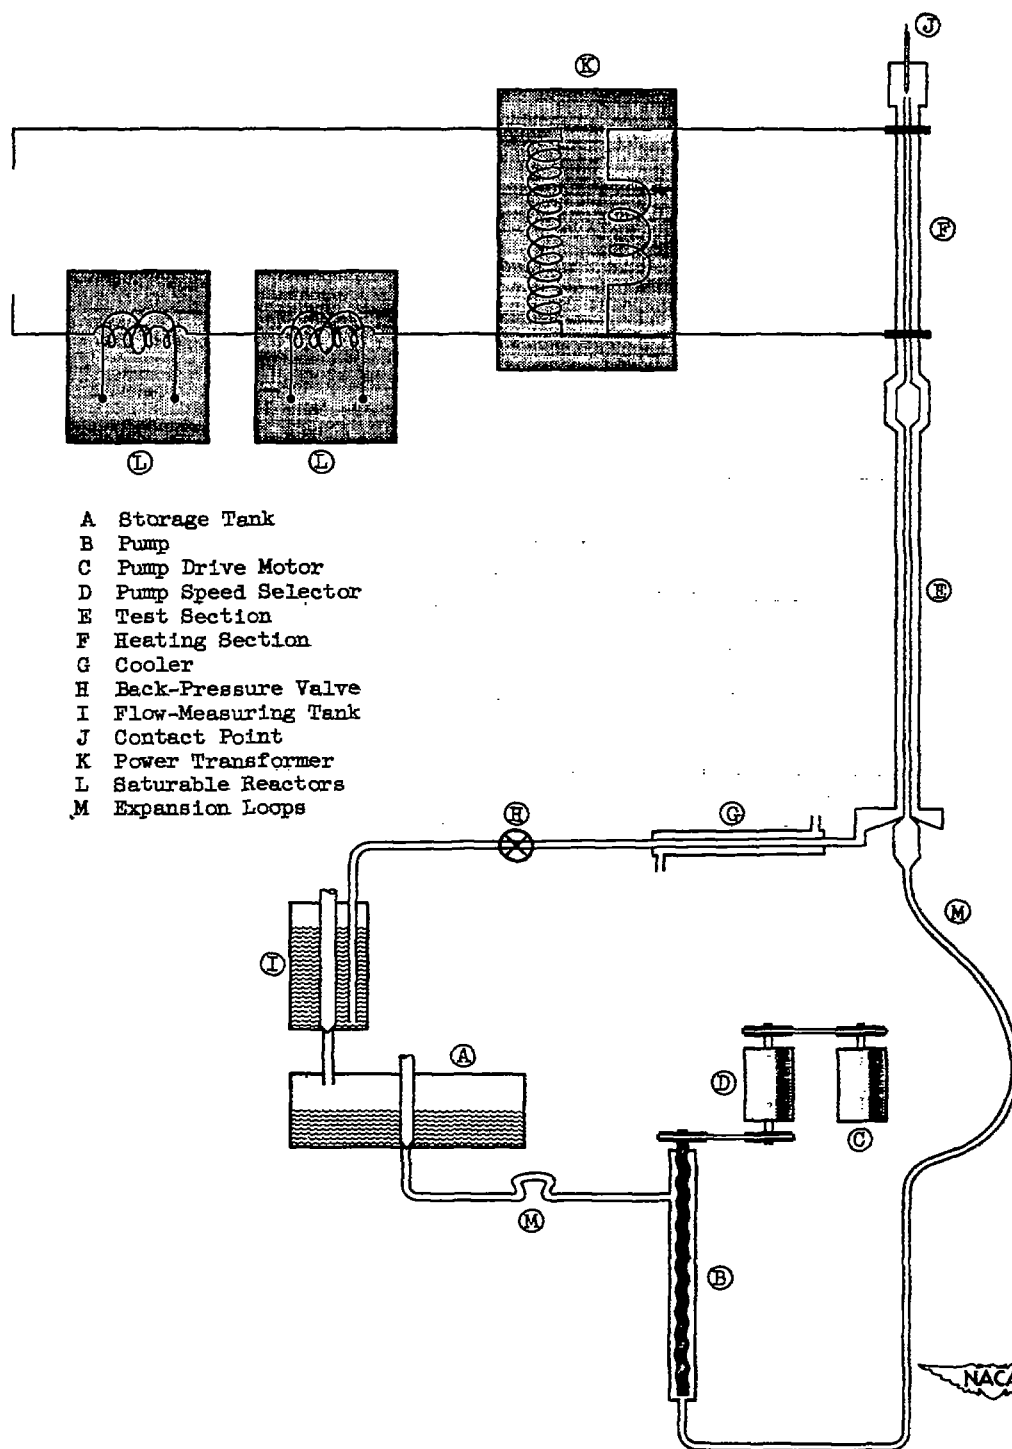 J
K
F
L L
A Storage Tank
B Pump
C Pump Drive Motor
D Pump Speed Selector
E Test Section
F Heating Section
G Cooler
H Back-Pressure Valve
I Flow-Measuring Tank
J Contact Point
K Power Transformer
L Saturable Reactors
M Expansion Loops
E
H
G
M
I
A
D
C
M
B
NACA